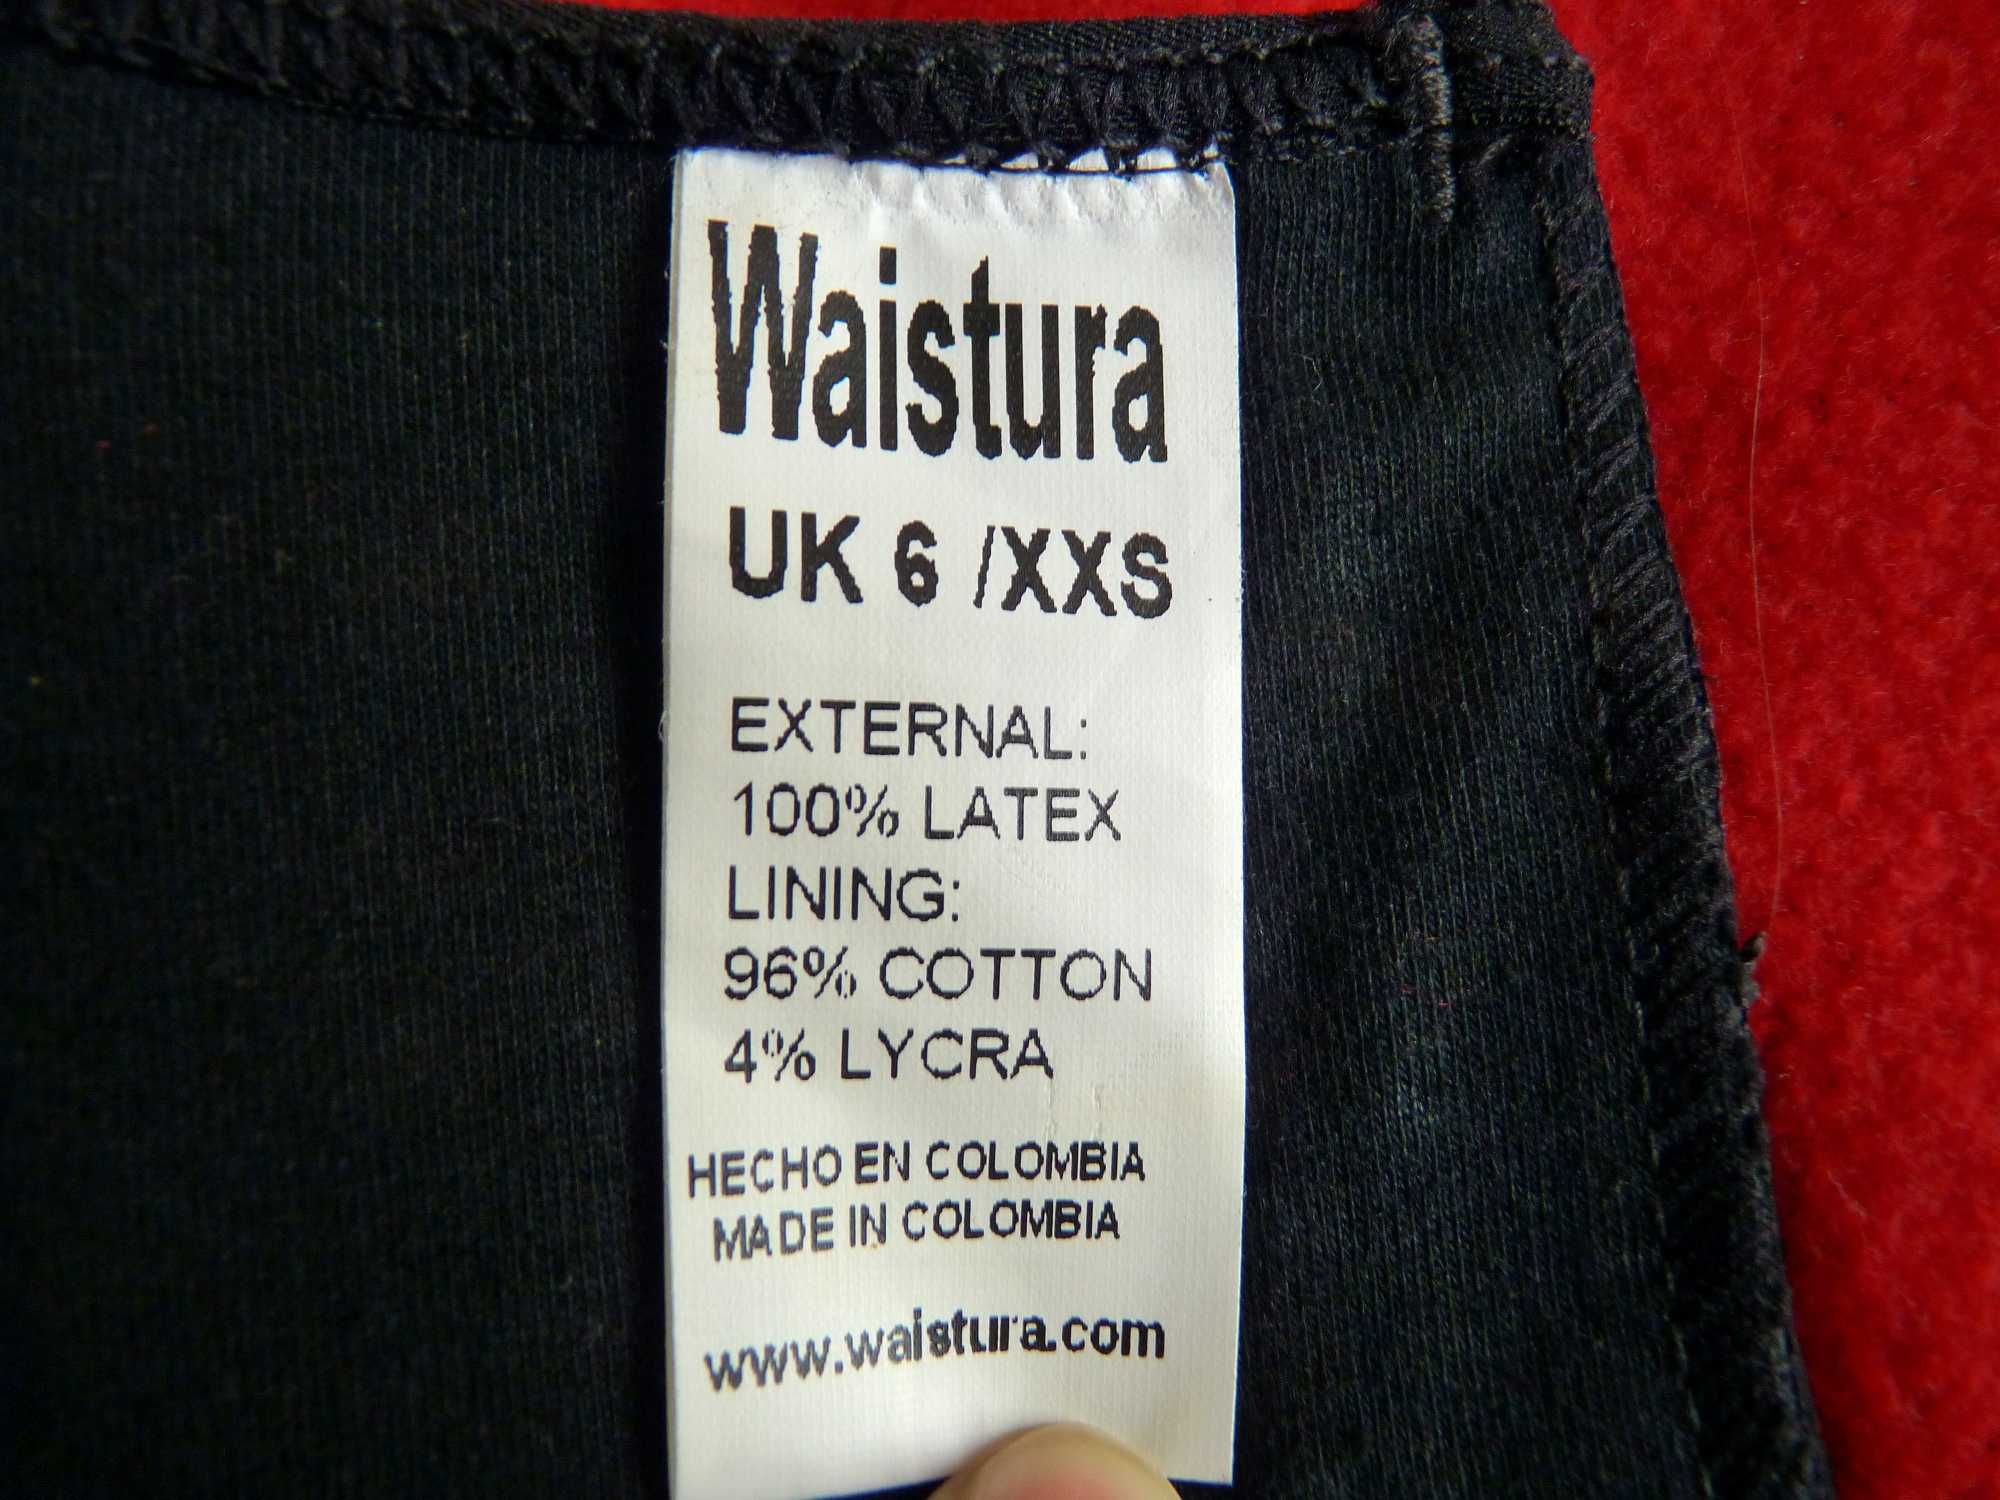 Waistura
UK 6 /XXS
EXTERNAL:
100% LATEX
LINING:
96% COTTON
4% LYCRA
HECHO EN COLOMBIA
MADE IN COLOMBIA
www.waistura.com